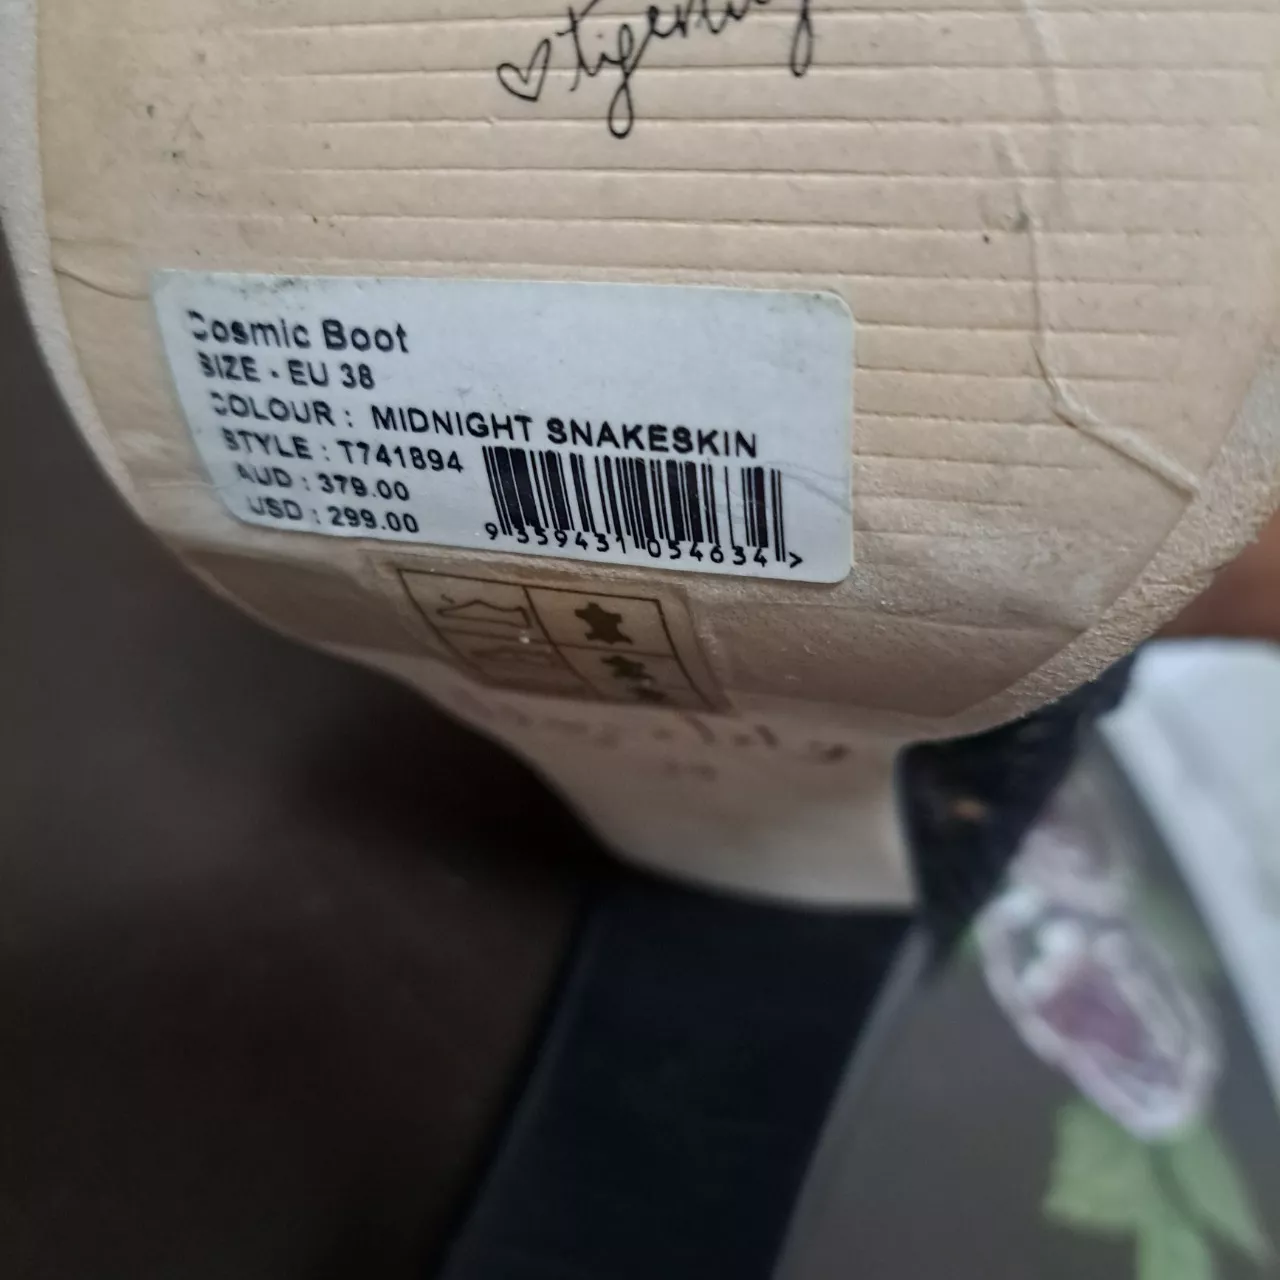 ♡tigerlily
Cosmic Boot
SIZE - EU 38
COLOUR : MIDNIGHT SNAKESKIN
STYLE : T741894
AUD : 379.00
USD : 299.00
9 359431 054634 >